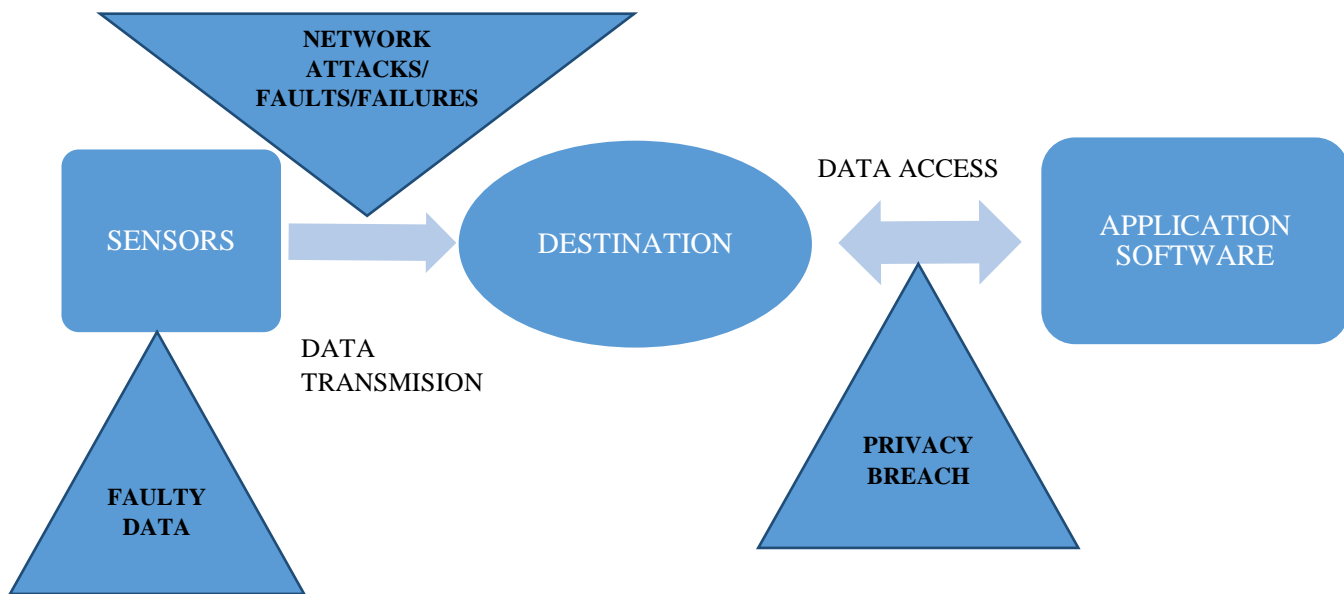 NETWORK
ATTACKS/
FAULTS/FAILURES
SENSORS
DATA
TRANSMISION
DESTINATION
DATA ACCESS
APPLICATION
SOFTWARE
FAULTY
DATA
PRIVACY
BREACH